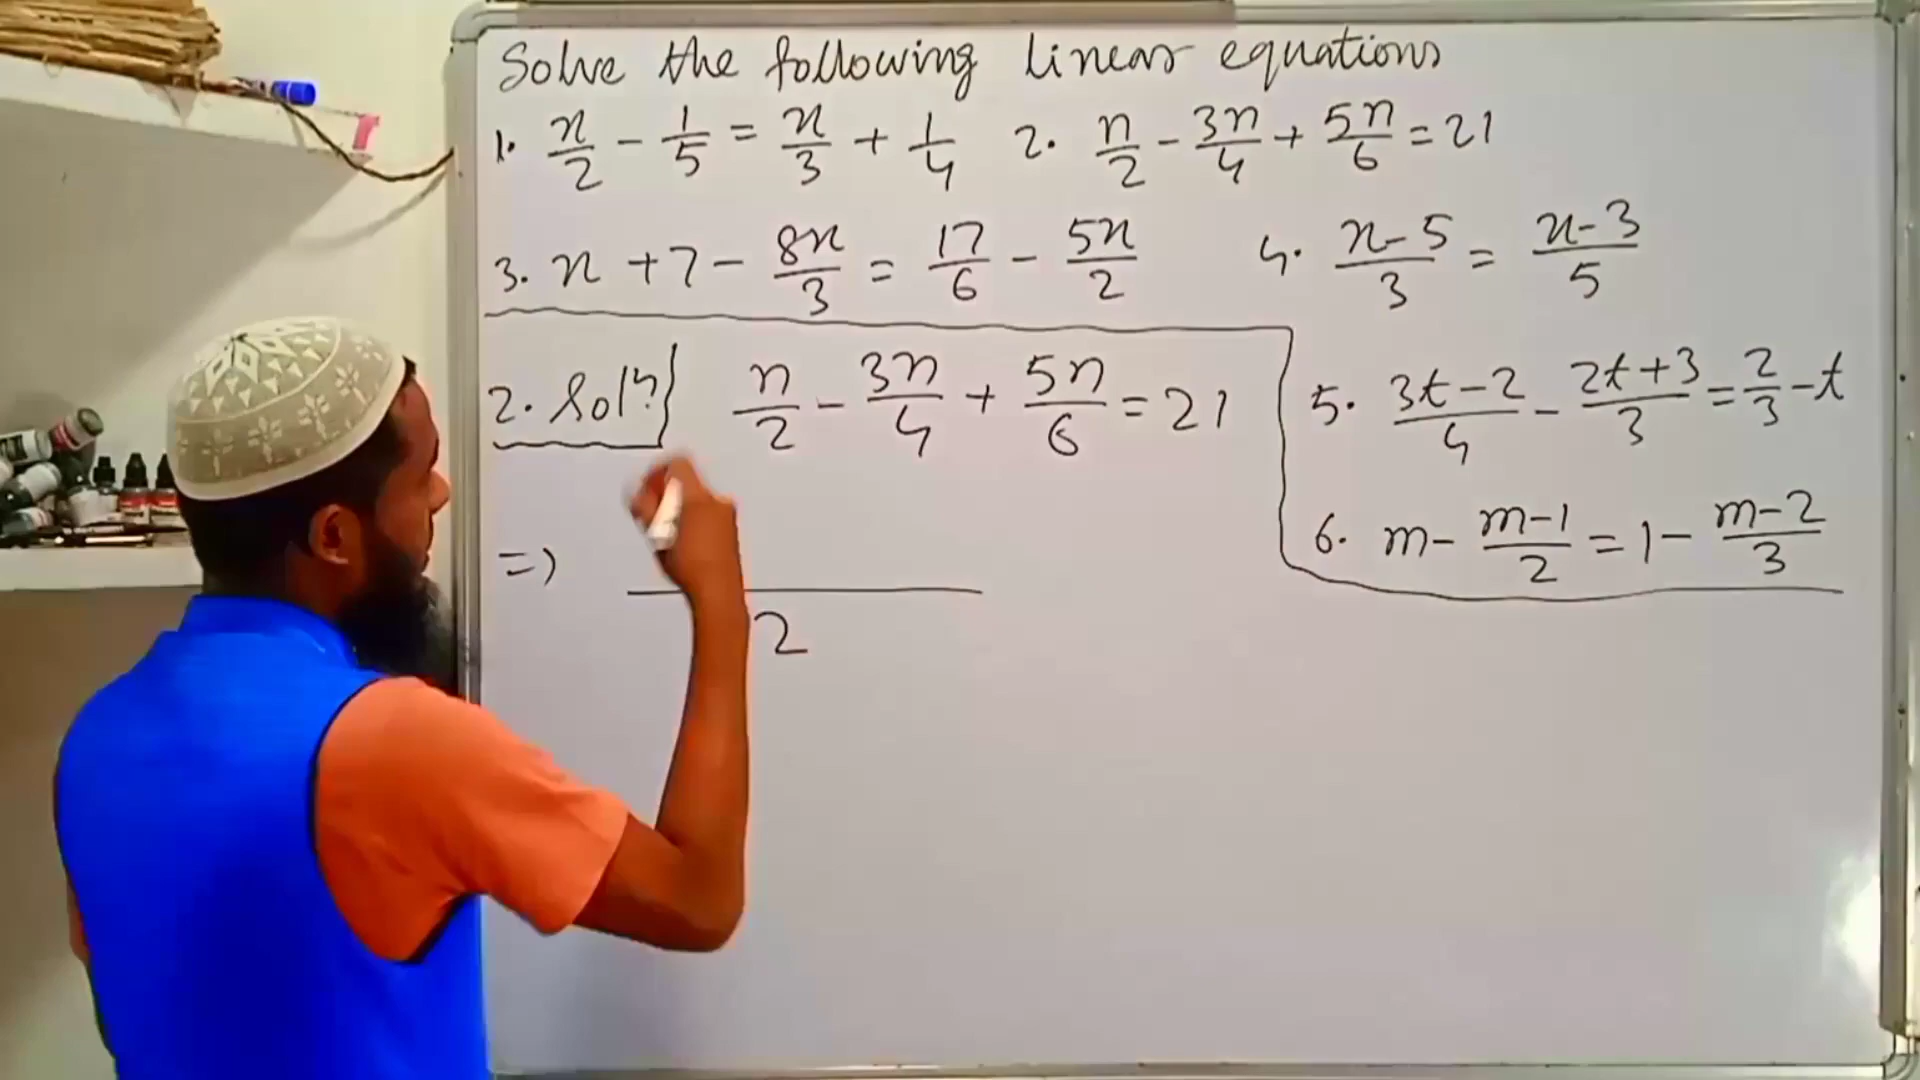 Solve the following linear equations
1. x/2 - 1/5 = x/3 + 1/4 2. n/2 - 3n/4 + 5n/6 = 21
3. x + 7 - 8x/3 = 17/6 - 5x/2 4. x-5/3 = x-3/5
2. Solⁿ n/2 - 3n/4 + 5n/6 = 21
5. 3t-2/4 - 2t+3/3 = 2/3 - t
6. m - m-1/2 = 1 - m-2/3
=> 2